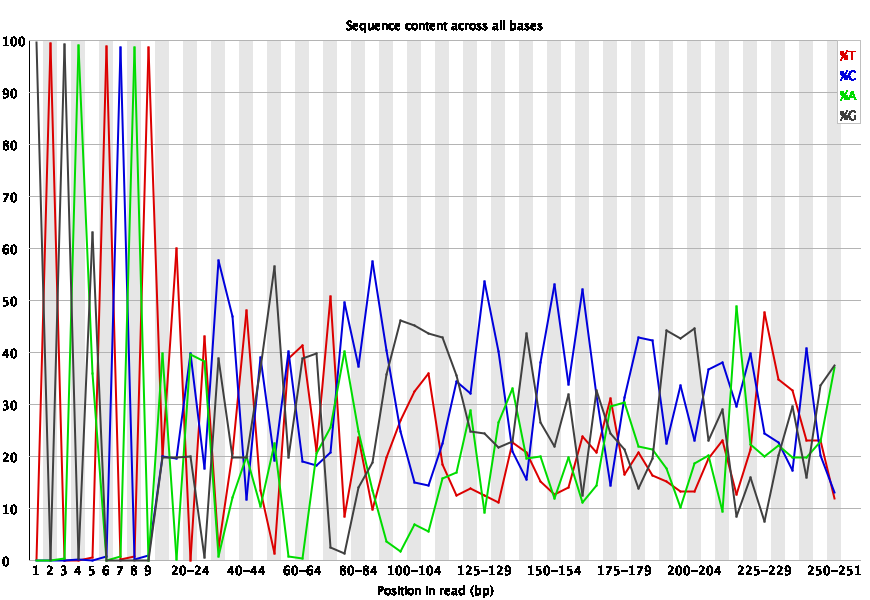 Sequence content across all bases
100
90
80
70
60
50
40
30
20
10
0
%T
%C
%A
%G
1 2 3 4 5 6 7 8 9 20-24 40-44 60-64 80-84 100-104 125-129 150-154 175-179 200-204 225-229 250-251
Position in read (bp)